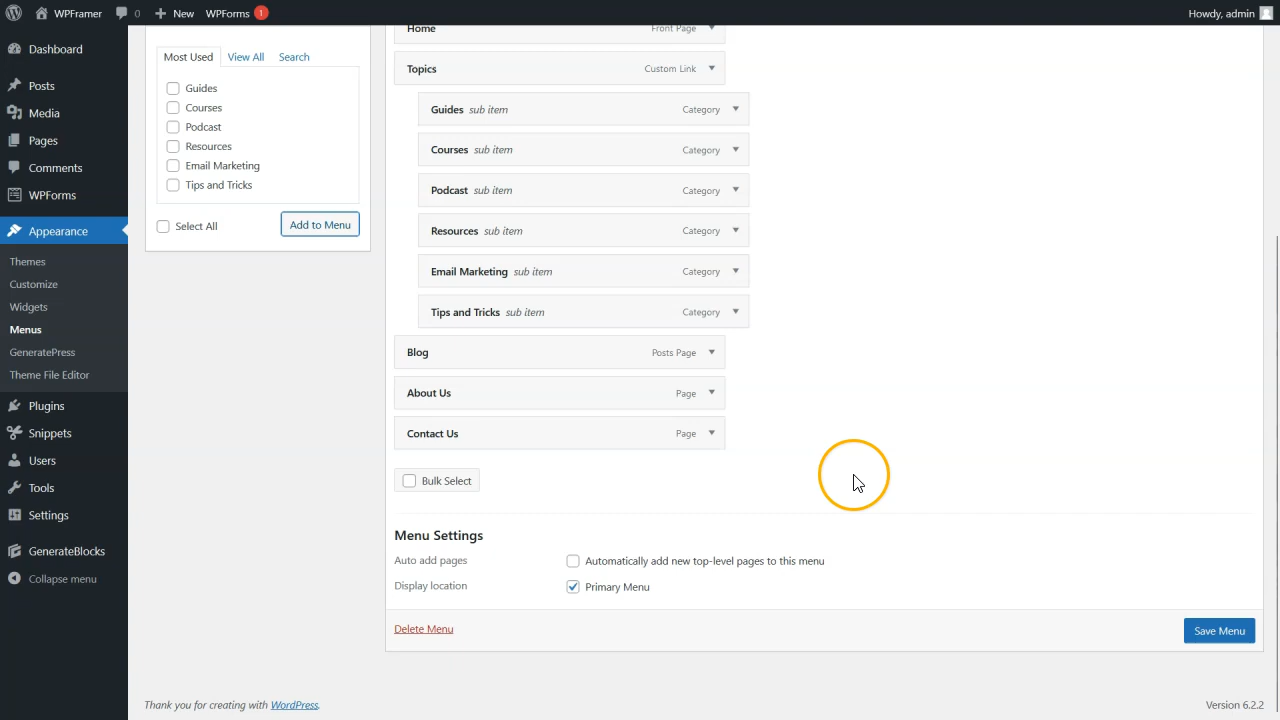 WPFramer 0 New WPForms 1 Howdy, admin
Dashboard
Posts
Media
Pages
Comments
WPForms
Appearance
Themes
Customize
Widgets
Menus
GeneratePress
Theme File Editor
Plugins
Snippets
Users
Tools
Settings
GenerateBlocks
Collapse menu
Most Used View All Search
Guides
Courses
Podcast
Resources
Email Marketing
Tips and Tricks
Select All Add to Menu
Home Front Page
Topics Custom Link
Guides sub item Category
Courses sub item Category
Podcast sub item Category
Resources sub item Category
Email Marketing sub item Category
Tips and Tricks sub item Category
Blog Posts Page
About Us Page
Contact Us Page
Bulk Select
Menu Settings
Auto add pages Automatically add new top-level pages to this menu
Display location Primary Menu
Delete Menu Save Menu
Thank you for creating with WordPress. Version 6.2.2